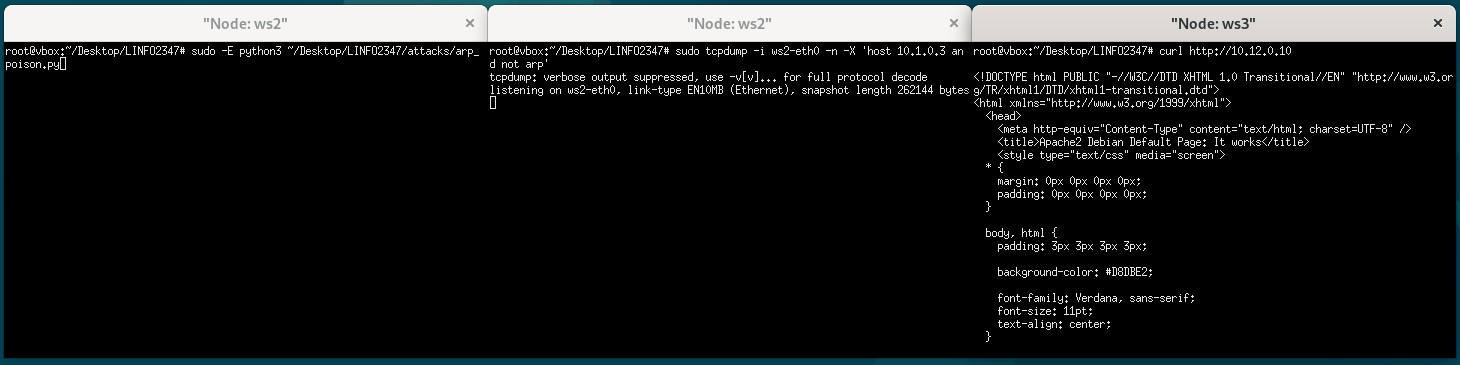 "Node: ws2"
×
root@vbox:~/Desktop/LINFO2347# sudo -E python3 ~/Desktop/LINFO2347/attacks/arp_
poison.py
"Node: ws2"
×
root@vbox:~/Desktop/LINFO2347# sudo tcpdump -i ws2-eth0 -n -X 'host 10.1.0.3 an
d not arp'
tcpdump: verbose output suppressed, use -v[v]... for full protocol decode
listening on ws2-eth0, link-type EN10MB (Ethernet), snapshot length 262144 bytes
"Node: ws3"
×
root@vbox:~/Desktop/LINFO2347# curl http://10.12.0.10
<!DOCTYPE html PUBLIC "-//W3C//DTD XHTML 1.0 Transitional//EN" "http://www.w3.or
g/TR/xhtml1/DTD/xhtml1-transitional.dtd">
<html xmlns="http://www.w3.org/1999/xhtml">
  <head>
    <meta http-equiv="Content-Type" content="text/html; charset=UTF-8" />
    <title>Apache2 Debian Default Page: It works</title>
    <style type="text/css" media="screen">
  * {
    margin: 0px 0px 0px 0px;
    padding: 0px 0px 0px 0px;
  }
  body, html {
    padding: 3px 3px 3px 3px;
    background-color: #D8DBE2;
    font-family: Verdana, sans-serif;
    font-size: 11pt;
    text-align: center;
  }